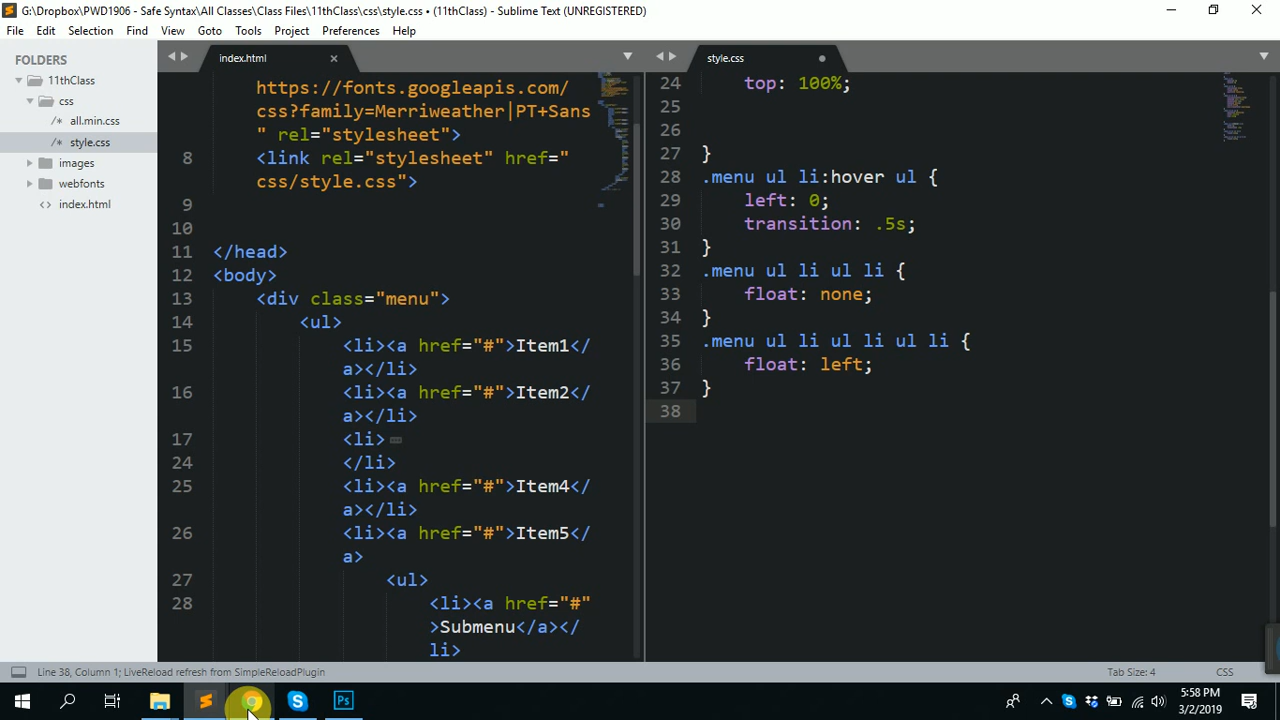 G:\Dropbox\PWD1906 - Safe Syntax\All Classes\Class Files\11thClass\css\style.css • (11thClass) - Sublime Text (UNREGISTERED)
File Edit Selection Find View Goto Tools Project Preferences Help
FOLDERS
11thClass
css
/* all.min.css
/* style.css
images
webfonts
<> index.html
index.html
https://fonts.googleapis.com/
css?family=Merriweather|PT+Sans
" rel="stylesheet">
8 <link rel="stylesheet" href="
css/style.css">
9
10
11 </head>
12 <body>
13 <div class="menu">
14 <ul>
15 <li><a href="#">Item1</
a></li>
16 <li><a href="#">Item2</
a></li>
17 <li>
24 </li>
25 <li><a href="#">Item4</
a></li>
26 <li><a href="#">Item5</
a>
27 <ul>
28 <li><a href="#"
>Submenu</a></
li>
style.css
24 top: 100%;
25
26
27 }
28 .menu ul li:hover ul {
29 left: 0;
30 transition: .5s;
31 }
32 .menu ul li ul li {
33 float: none;
34 }
35 .menu ul li ul li ul li {
36 float: left;
37 }
38
Line 38, Column 1; LiveReload refresh from SimpleReloadPlugin
Tab Size: 4
CSS
Ps
5:58 PM
3/2/2019